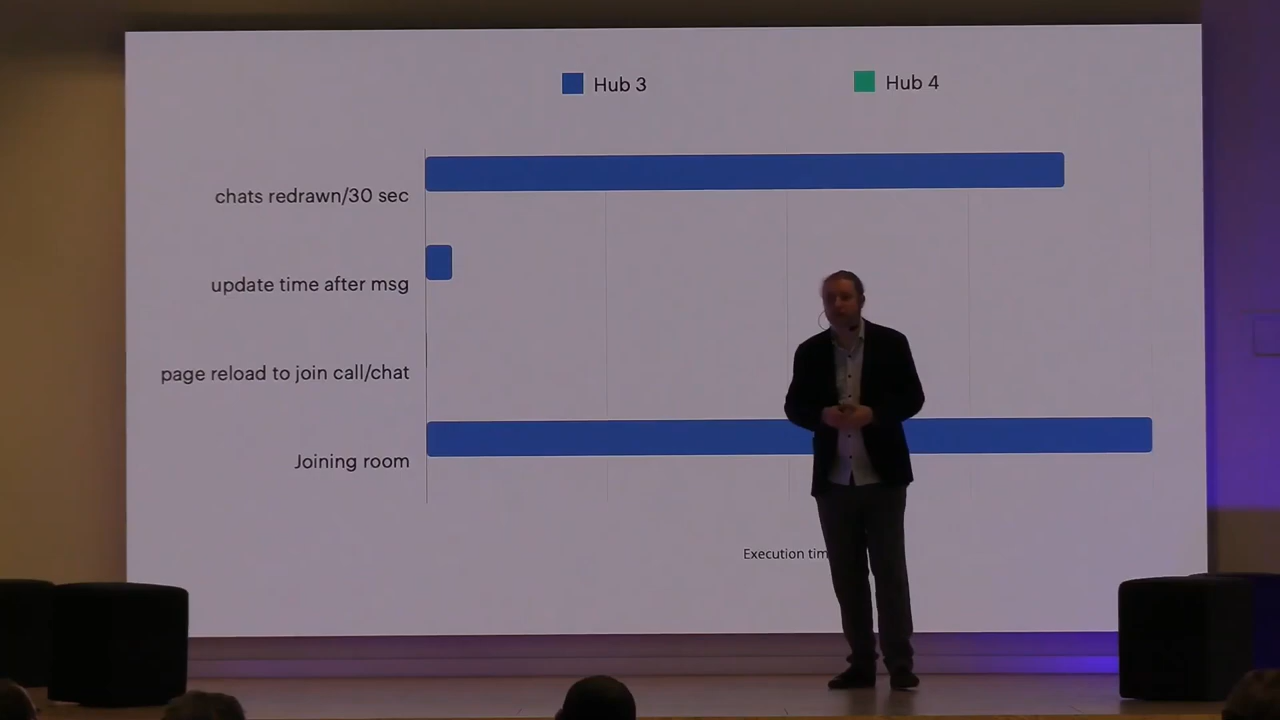 Hub 3
Hub 4
chats redrawn/30 sec
update time after msg
page reload to join call/chat
Joining room
Execution tim